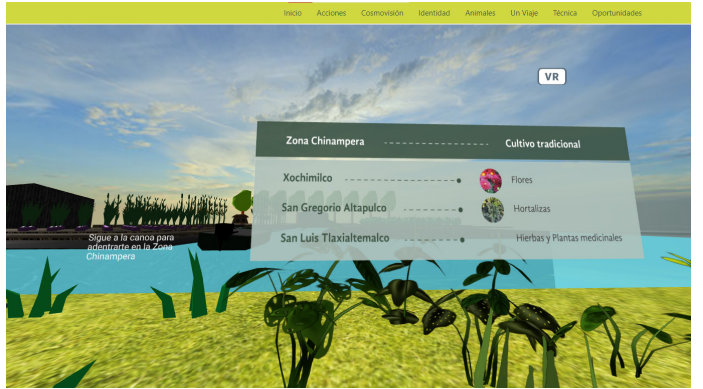 Inicio Acciones Cosmovisión Identidad Animales Un Viaje Técnica Oportunidades
VR
Zona Chinampera Cultivo tradicional
Xochimilco Flores
San Gregorio Altapulco Hortalizas
San Luis Tlaxialtemalco Hierbas y Plantas medicinales
Sigue a la canoa para
adentrarte en la Zona
Chinampera